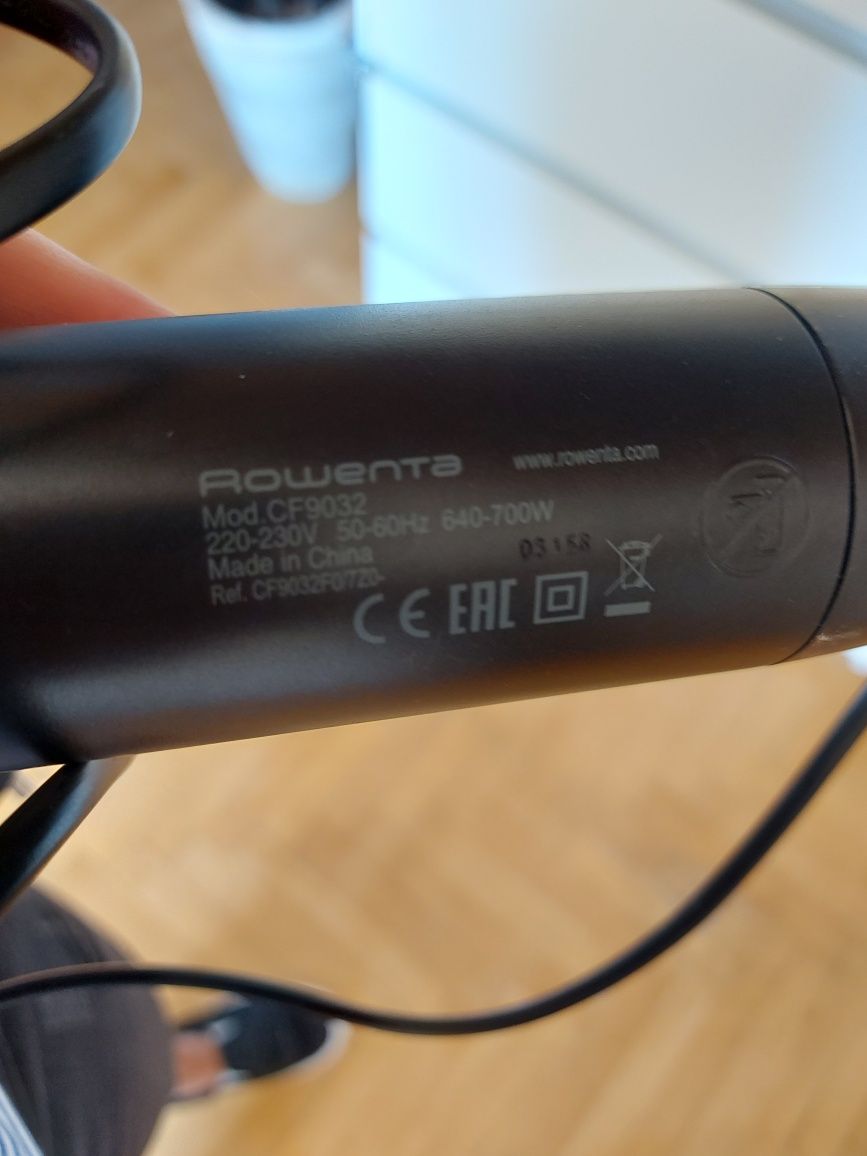 Rowenta www.rowenta.com
Mod.CF9032
220-230V 50-60Hz 640-700W
Made in China 03158
Ref. CF9032F0/7Z0-
CE EAC